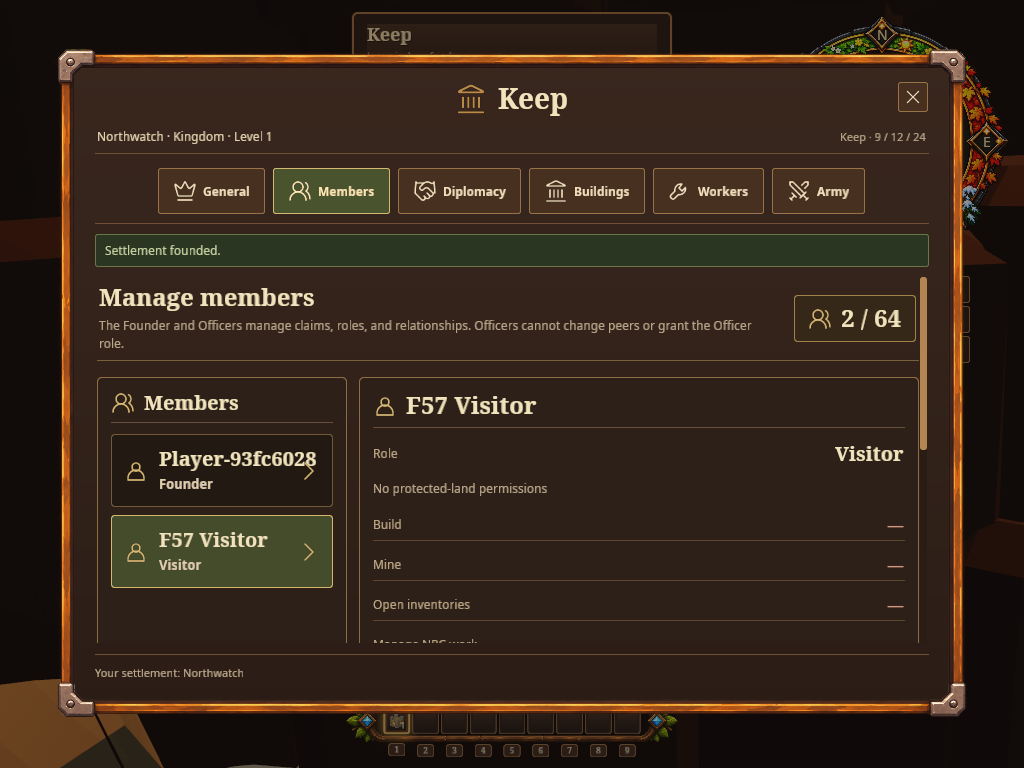 Keep
Keep
Northwatch · Kingdom · Level 1
Keep · 9 / 12 / 24
General
Members
Diplomacy
Buildings
Workers
Army
Settlement founded.
Manage members
The Founder and Officers manage claims, roles, and relationships. Officers cannot change peers or grant the Officer
role.
2 / 64
Members
Player-93fc6028
Founder
F57 Visitor
Visitor
F57 Visitor
Role
Visitor
No protected-land permissions
Build
—
Mine
—
Open inventories
—
Your settlement: Northwatch
N
E
1 2 3 4 5 6 7 8 9